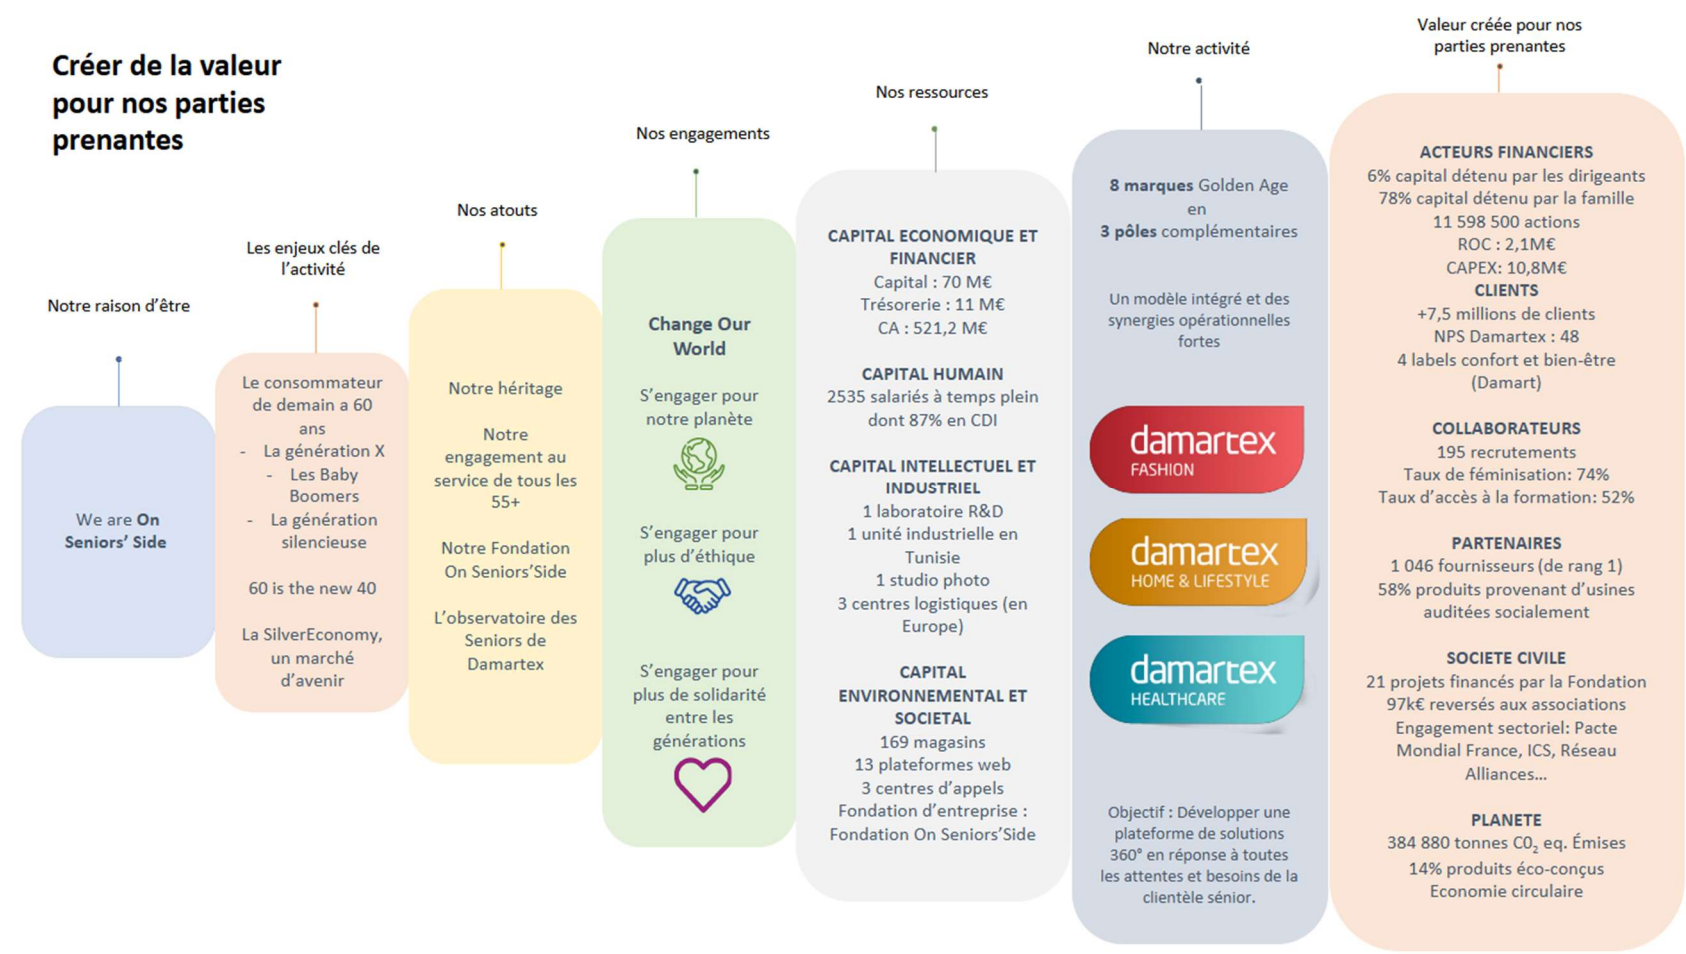 Créer de la valeur
pour nos parties
prenantes
Notre raison d’être
We are On
Seniors’ Side
Les enjeux clés de
l’activité
Le consommateur
de demain a 60
ans
- La génération X
- Les Baby
Boomers
- La génération
silencieuse
60 is the new 40
La SilverEconomy,
un marché
d’avenir
Nos atouts
Notre héritage
Notre
engagement au
service de tous les
55+
Notre Fondation
On Seniors’Side
L’observatoire des
Seniors de
Damartex
Nos engagements
Change Our
World
S’engager pour
notre planète
S’engager pour
plus d’éthique
S’engager pour
plus de solidarité
entre les
générations
Nos ressources
CAPITAL ECONOMIQUE ET
FINANCIER
Capital : 70 M€
Trésorerie : 11 M€
CA : 521,2 M€
CAPITAL HUMAIN
2535 salariés à temps plein
dont 87% en CDI
CAPITAL INTELLECTUEL ET
INDUSTRIEL
1 laboratoire R&D
1 unité industrielle en
Tunisie
1 studio photo
3 centres logistiques (en
Europe)
CAPITAL
ENVIRONNEMENTAL ET
SOCIETAL
169 magasins
13 plateformes web
3 centres d’appels
Fondation d’entreprise :
Fondation On Seniors’Side
Notre activité
8 marques Golden Age
en
3 pôles complémentaires
Un modèle intégré et des
synergies opérationnelles
fortes
damartex
FASHION
damartex
HOME & LIFESTYLE
damartex
HEALTHCARE
Objectif : Développer une
plateforme de solutions
360° en réponse à toutes
les attentes et besoins de la
clientèle sénior.
Valeur créée pour nos
parties prenantes
ACTEURS FINANCIERS
6% capital détenu par les dirigeants
78% capital détenu par la famille
11 598 500 actions
ROC : 2,1M€
CAPEX: 10,8M€
CLIENTS
+7,5 millions de clients
NPS Damartex : 48
4 labels confort et bien-être
(Damart)
COLLABORATEURS
195 recrutements
Taux de féminisation: 74%
Taux d’accès à la formation: 52%
PARTENAIRES
1 046 fournisseurs (de rang 1)
58% produits provenant d’usines
auditées socialement
SOCIETE CIVILE
21 projets financés par la Fondation
97k€ reversés aux associations
Engagement sectoriel: Pacte
Mondial France, ICS, Réseau
Alliances…
PLANETE
384 880 tonnes C0₂ eq. Émises
14% produits éco-conçus
Economie circulaire